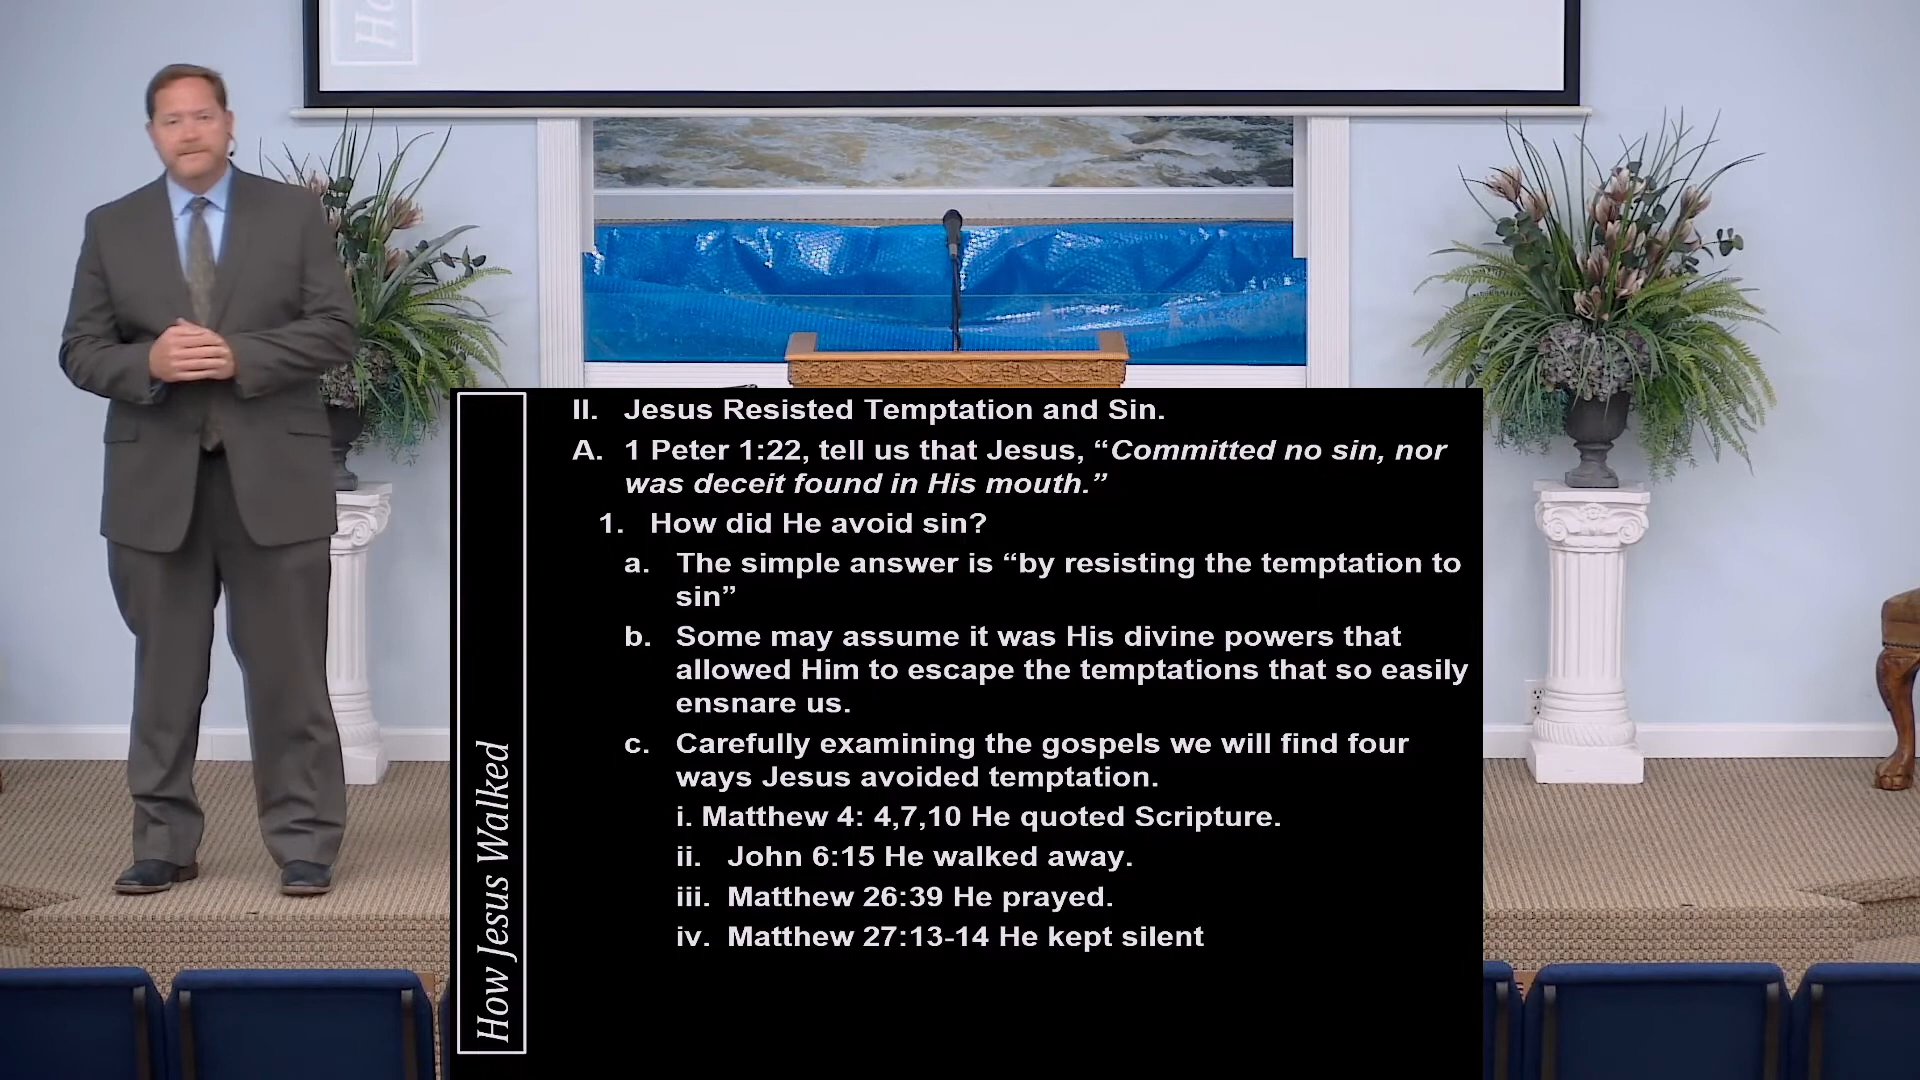 Ho
II. Jesus Resisted Temptation and Sin.
A. 1 Peter 1:22, tell us that Jesus, “Committed no sin, nor
was deceit found in His mouth.”
1. How did He avoid sin?
a. The simple answer is “by resisting the temptation to
sin”
b. Some may assume it was His divine powers that
allowed Him to escape the temptations that so easily
ensnare us.
c. Carefully examining the gospels we will find four
ways Jesus avoided temptation.
i. Matthew 4: 4,7,10 He quoted Scripture.
ii. John 6:15 He walked away.
iii. Matthew 26:39 He prayed.
iv. Matthew 27:13-14 He kept silent
How Jesus Walked